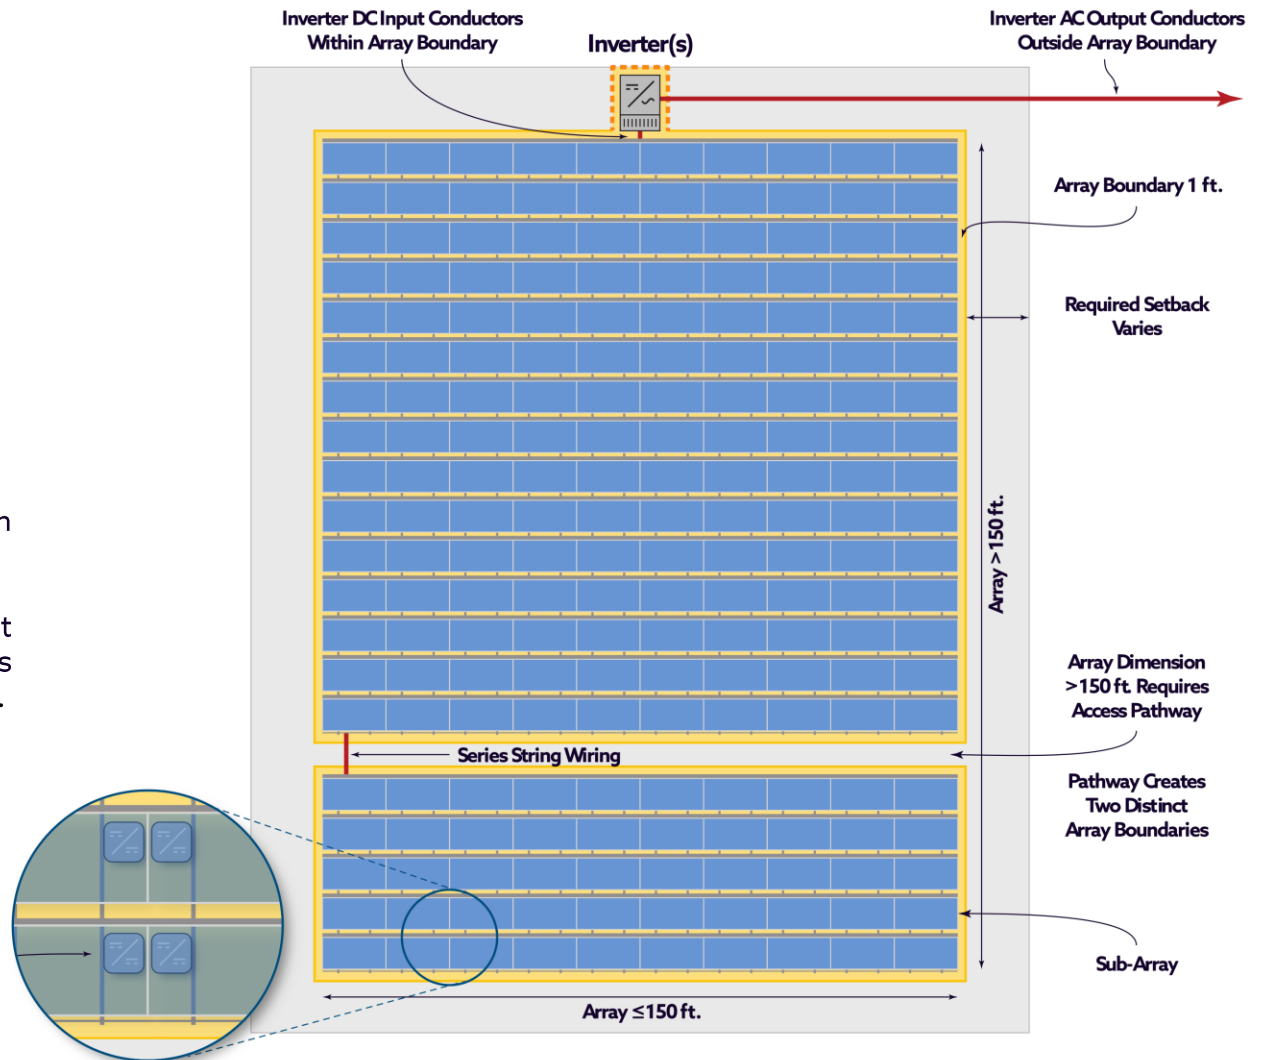 Inverter DC Input Conductors
Within Array Boundary
Inverter(s)
Inverter AC Output Conductors
Outside Array Boundary
Array Boundary 1 ft.
Required Setback
Varies
Array >150 ft.
n
t
s
.
Array Dimension
>150 ft. Requires
Access Pathway
Series String Wiring
Pathway Creates
Two Distinct
Array Boundaries
Sub-Array
Array ≤150 ft.